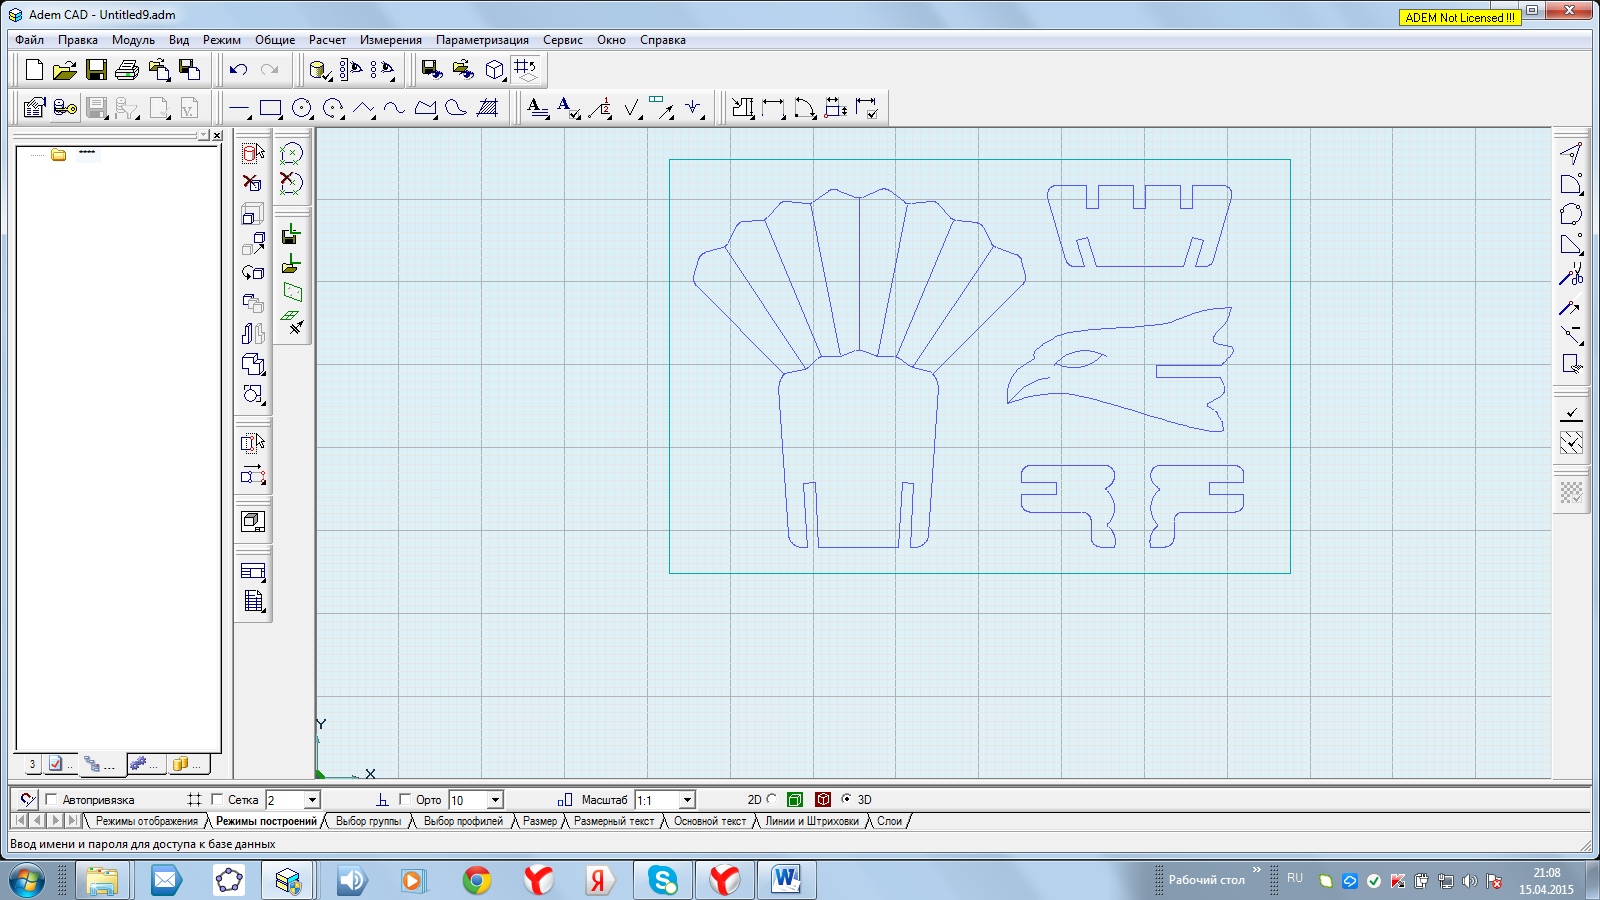 Adem CAD - Untitled9.adm
ADEM Not Licensed !!!
Файл Правка Модуль Вид Режим Общие Расчет Измерения Параметризация Сервис Окно Справка
****
Y
X
3 .. ... ... ...
Автопривязка Сетка 2 Орто 10 Масштаб 1:1 2D 3D
Режимы отображения Режимы построений Выбор группы Выбор профилей Размер Размерный текст Основной текст Линии и Штриховки Слои
Ввод имени и пароля для доступа к базе данных
Рабочий стол » RU 21:08
15.04.2015